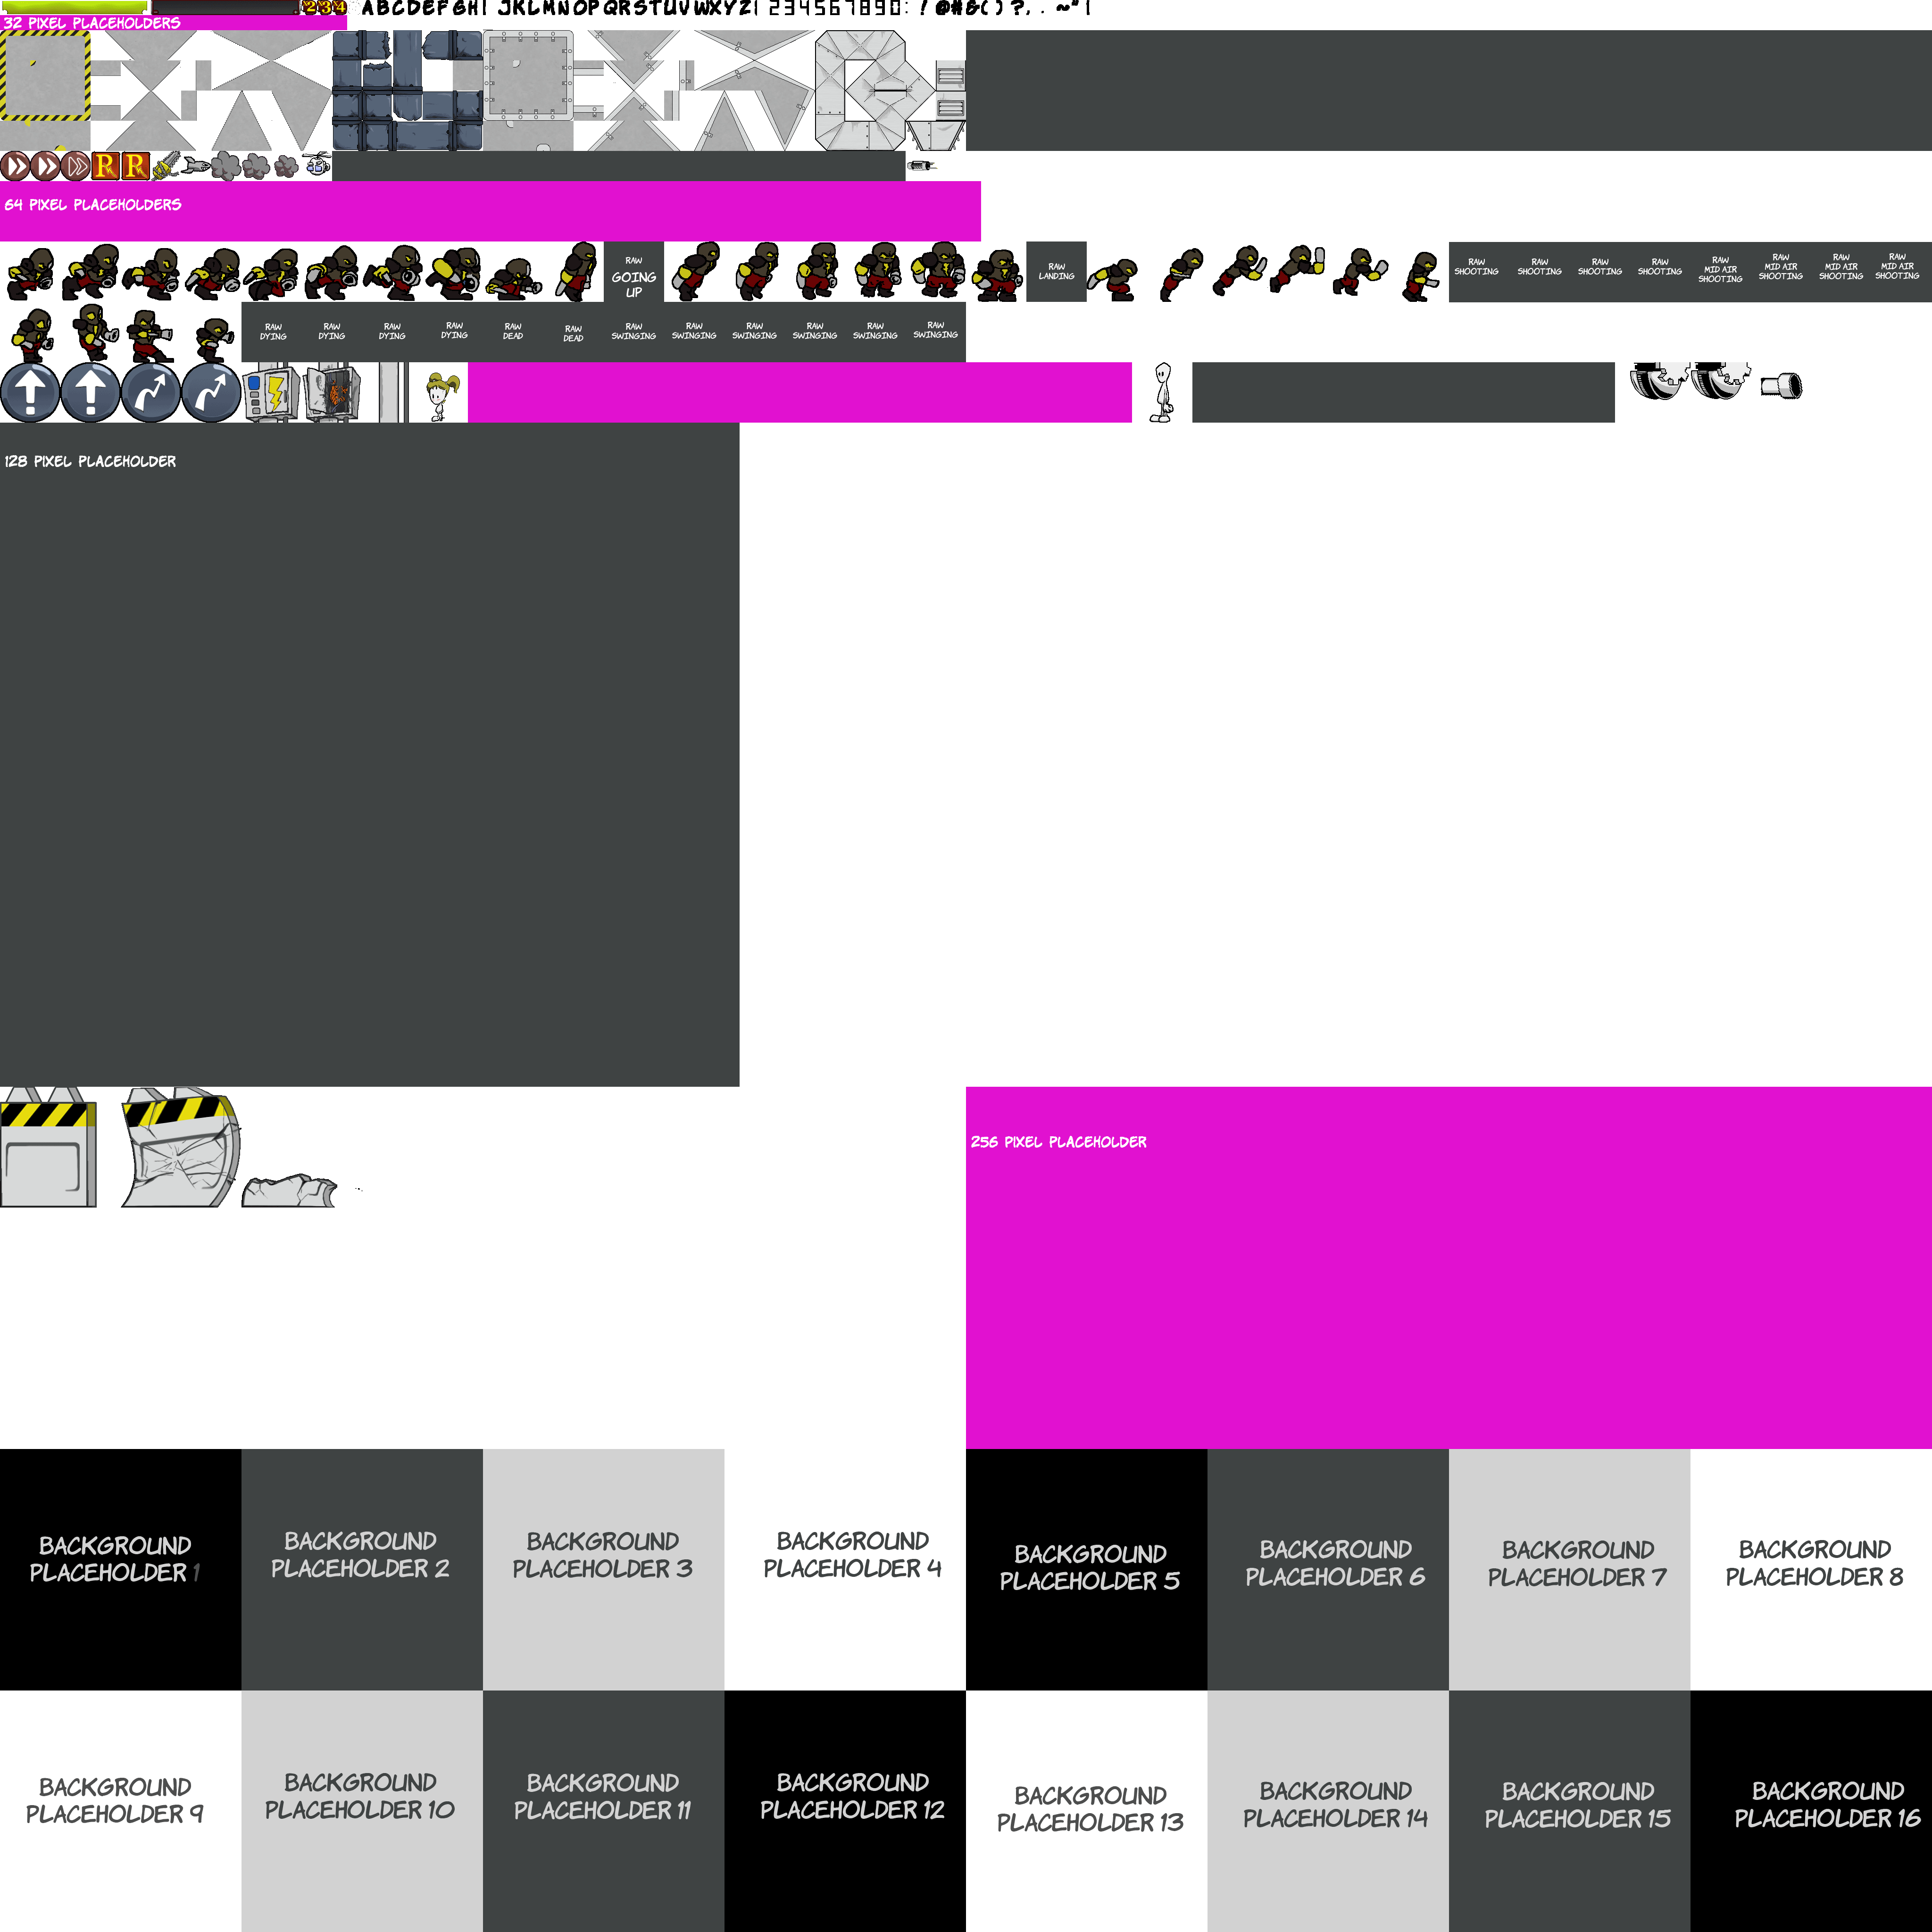 234 ABCDEFGHI JKLMNOPQRSTUVWXYZ1234567890:!@#&()?,.~"|
32 PIXEL PLACEHOLDERS
R R
64 PIXEL PLACEHOLDERS
RAW
GOING
UP
RAW
LANDING
RAW
SHOOTING
RAW
SHOOTING
RAW
SHOOTING
RAW
SHOOTING
RAW
MID AIR
SHOOTING
RAW
MID AIR
SHOOTING
RAW
MID AIR
SHOOTING
RAW
MID AIR
SHOOTING
RAW
DYING
RAW
DYING
RAW
DYING
RAW
DYING
RAW
DEAD
RAW
DEAD
RAW
SWINGING
RAW
SWINGING
RAW
SWINGING
RAW
SWINGING
RAW
SWINGING
RAW
SWINGING
128 PIXEL PLACEHOLDER
256 PIXEL PLACEHOLDER
BACKGROUND
PLACEHOLDER 1
BACKGROUND
PLACEHOLDER 2
BACKGROUND
PLACEHOLDER 3
BACKGROUND
PLACEHOLDER 4
BACKGROUND
PLACEHOLDER 5
BACKGROUND
PLACEHOLDER 6
BACKGROUND
PLACEHOLDER 7
BACKGROUND
PLACEHOLDER 8
BACKGROUND
PLACEHOLDER 9
BACKGROUND
PLACEHOLDER 10
BACKGROUND
PLACEHOLDER 11
BACKGROUND
PLACEHOLDER 12
BACKGROUND
PLACEHOLDER 13
BACKGROUND
PLACEHOLDER 14
BACKGROUND
PLACEHOLDER 15
BACKGROUND
PLACEHOLDER 16